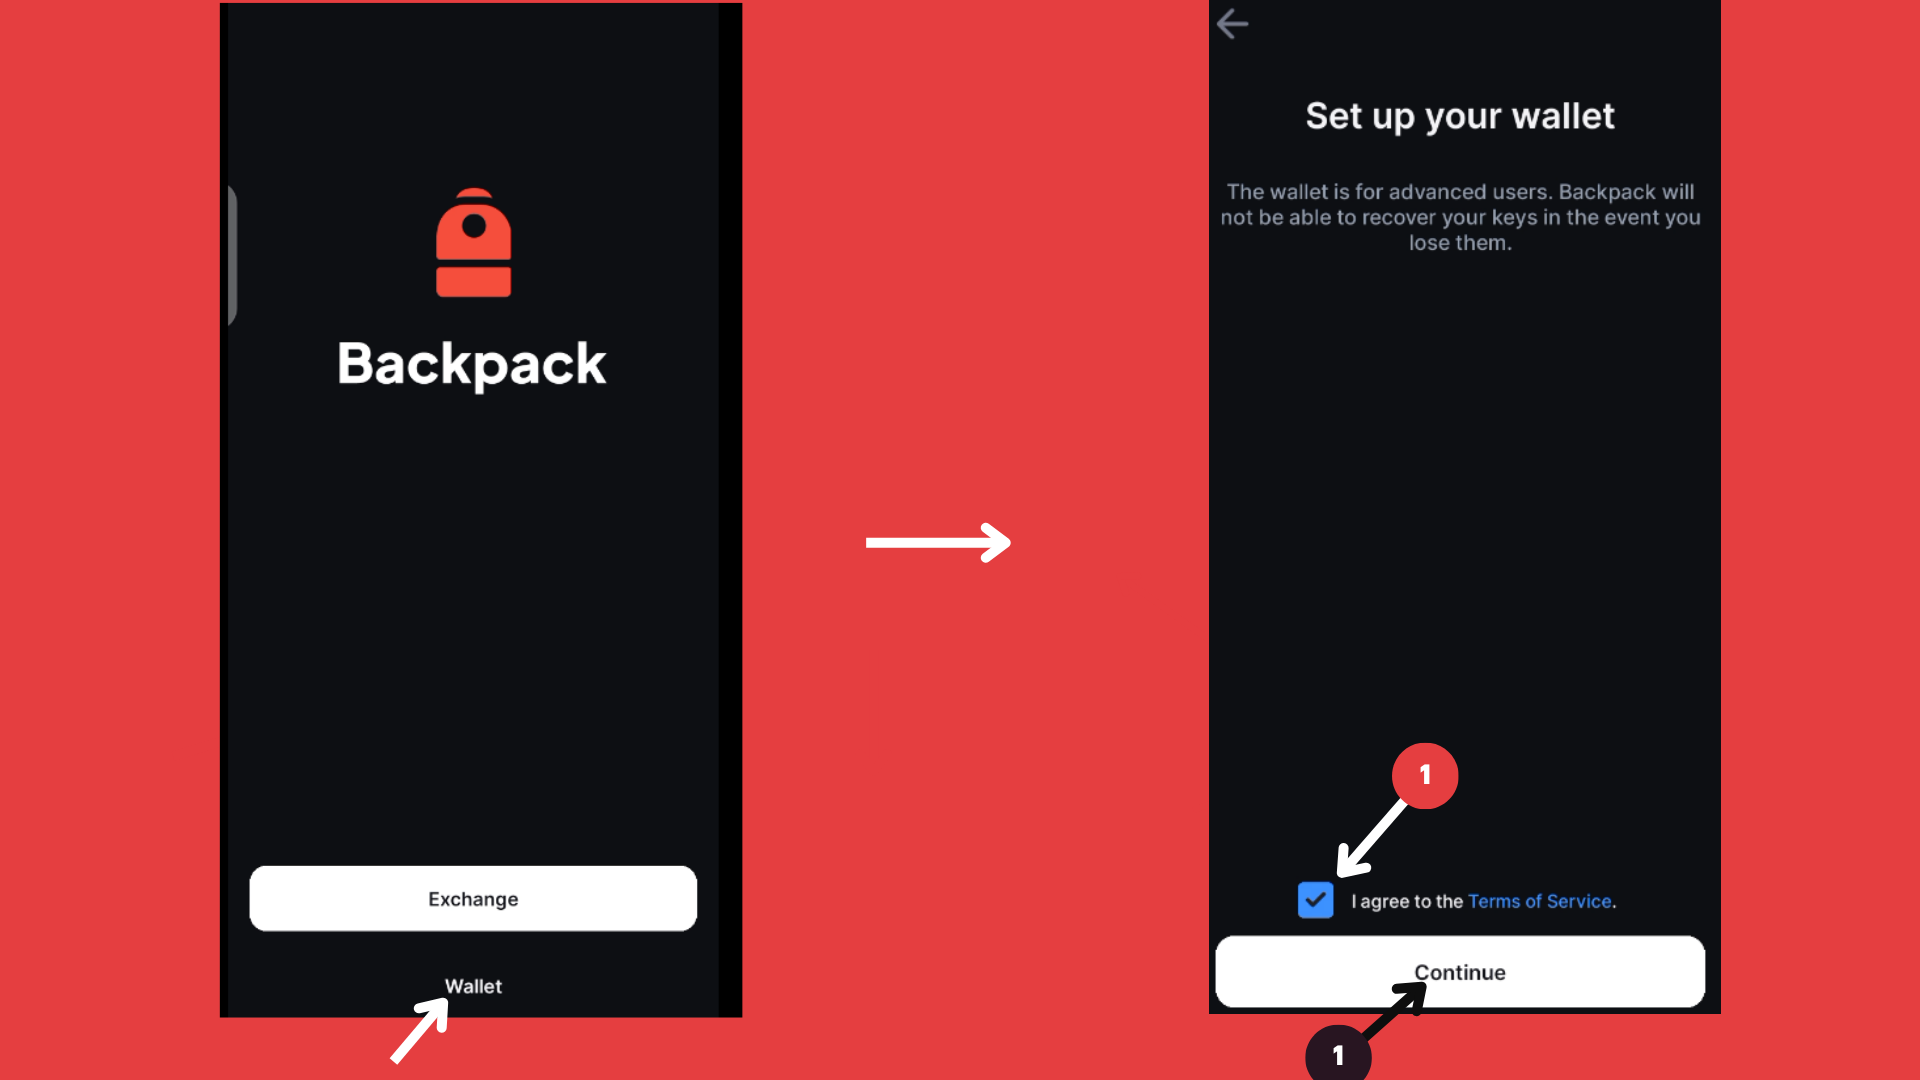 Backpack
Exchange
Wallet
Set up your wallet
The wallet is for advanced users. Backpack will
not be able to recover your keys in the event you
lose them.
1
I agree to the Terms of Service.
Continue
1